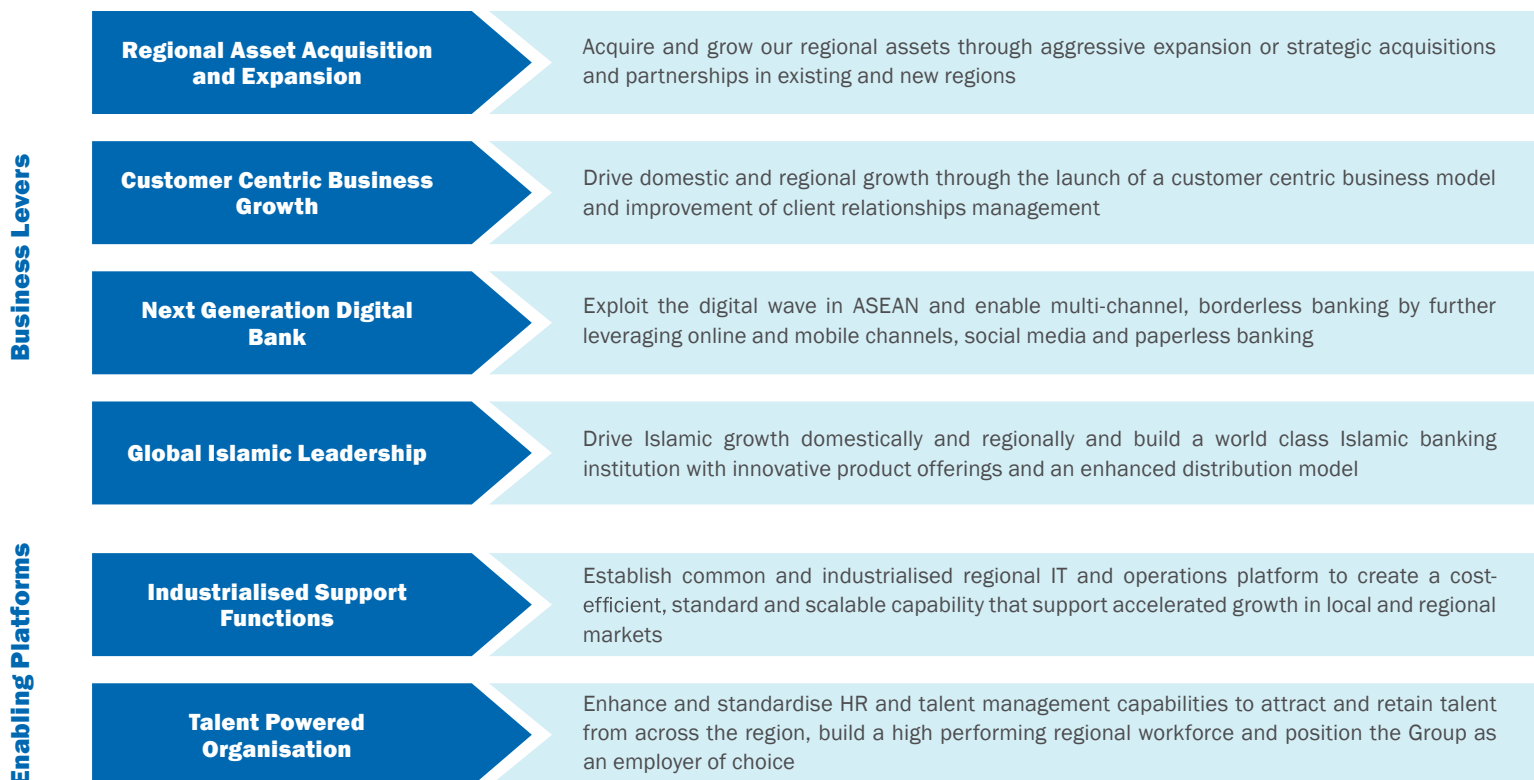 Business Levers
Regional Asset Acquisition
and Expansion
Acquire and grow our regional assets through aggressive expansion or strategic acquisitions
and partnerships in existing and new regions
Customer Centric Business
Growth
Drive domestic and regional growth through the launch of a customer centric business model
and improvement of client relationships management
Next Generation Digital
Bank
Exploit the digital wave in ASEAN and enable multi-channel, borderless banking by further
leveraging online and mobile channels, social media and paperless banking
Global Islamic Leadership
Drive Islamic growth domestically and regionally and build a world class Islamic banking
institution with innovative product offerings and an enhanced distribution model
Enabling Platforms
Industrialised Support
Functions
Establish common and industrialised regional IT and operations platform to create a cost-
efficient, standard and scalable capability that support accelerated growth in local and regional
markets
Talent Powered
Organisation
Enhance and standardise HR and talent management capabilities to attract and retain talent
from across the region, build a high performing regional workforce and position the Group as
an employer of choice